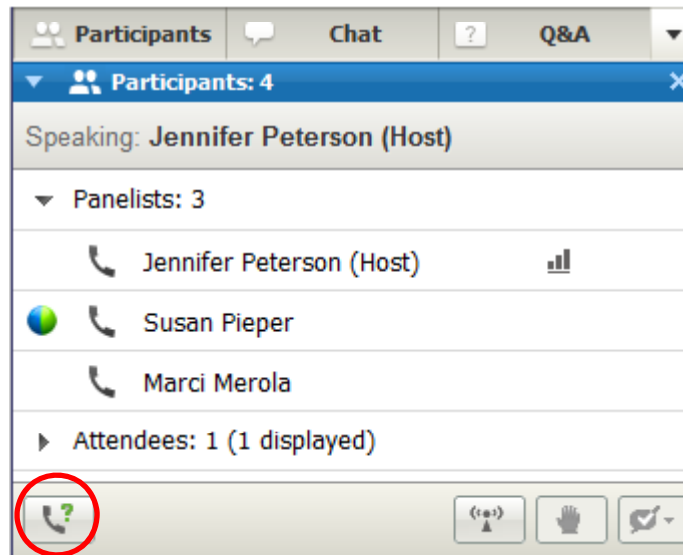 Participants Chat ? Q&A
Participants: 4
Speaking: Jennifer Peterson (Host)
Panelists: 3
Jennifer Peterson (Host)
Susan Pieper
Marci Merola
Attendees: 1 (1 displayed)
?